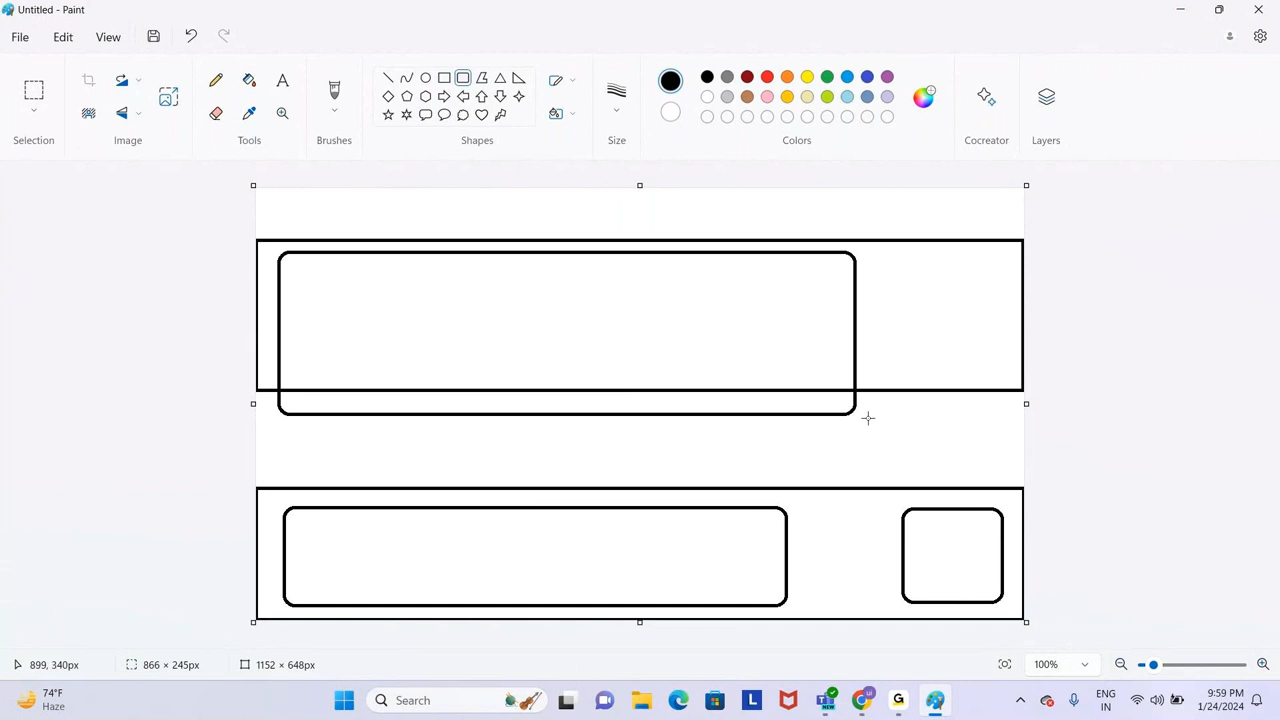 Untitled - Paint
File Edit View
Selection Image Tools Brushes Shapes Size Colors Cocreator Layers
899, 340px 866 × 245px 1152 × 648px 100%
74°F
Haze
Search
ENG
IN
9:59 PM
1/24/2024